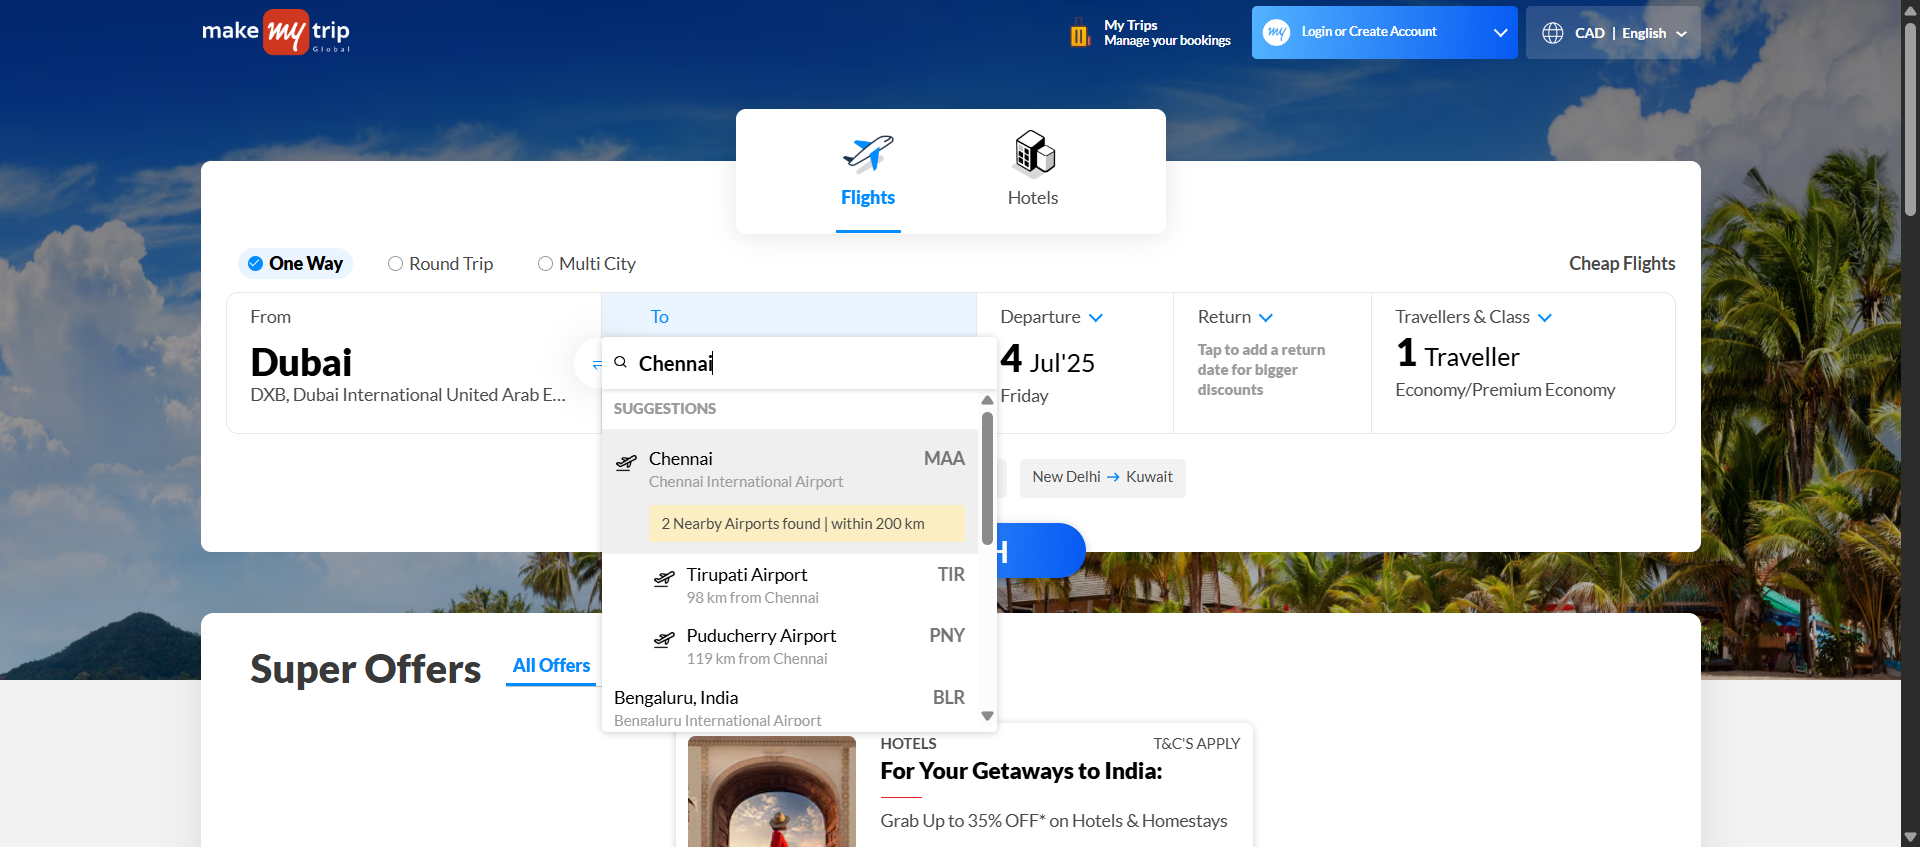 make my trip
Global
My Trips
Manage your bookings
my Login or Create Account
CAD | English
Flights
Hotels
One Way
Round Trip
Multi City
Cheap Flights
From
Dubai
DXB, Dubai International United Arab E...
To
Chennai
SUGGESTIONS
Chennai MAA
Chennai International Airport
2 Nearby Airports found | within 200 km
Tirupati Airport TIR
98 km from Chennai
Puducherry Airport PNY
119 km from Chennai
Bengaluru, India BLR
Bengaluru International Airport
Departure
4 Jul'25
Friday
Return
Tap to add a return
date for bigger
discounts
Travellers & Class
1 Traveller
Economy/Premium Economy
New Delhi → Kuwait
H
Super Offers
All Offers
HOTELS
T&C'S APPLY
For Your Getaways to India:
Grab Up to 35% OFF* on Hotels & Homestays